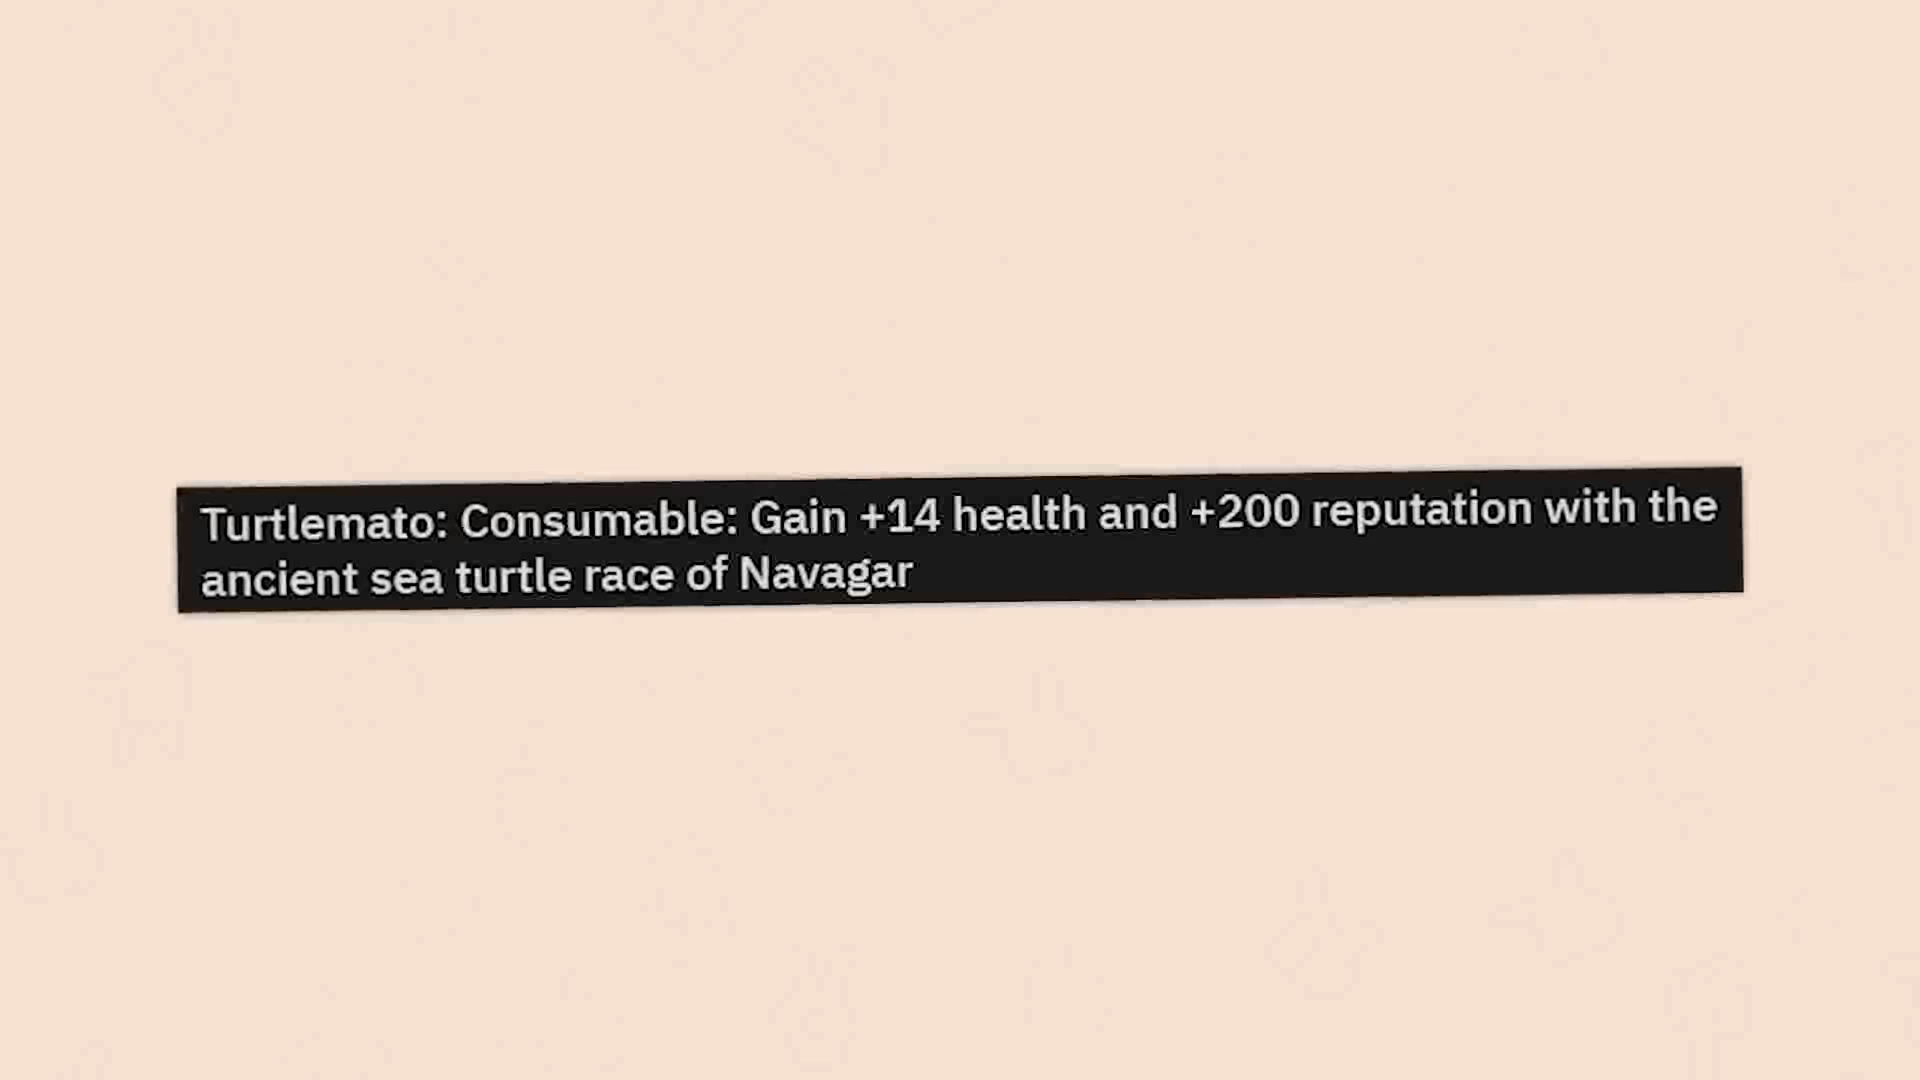 Turtlemato: Consumable: Gain +14 health and +200 reputation with the
ancient sea turtle race of Navagar